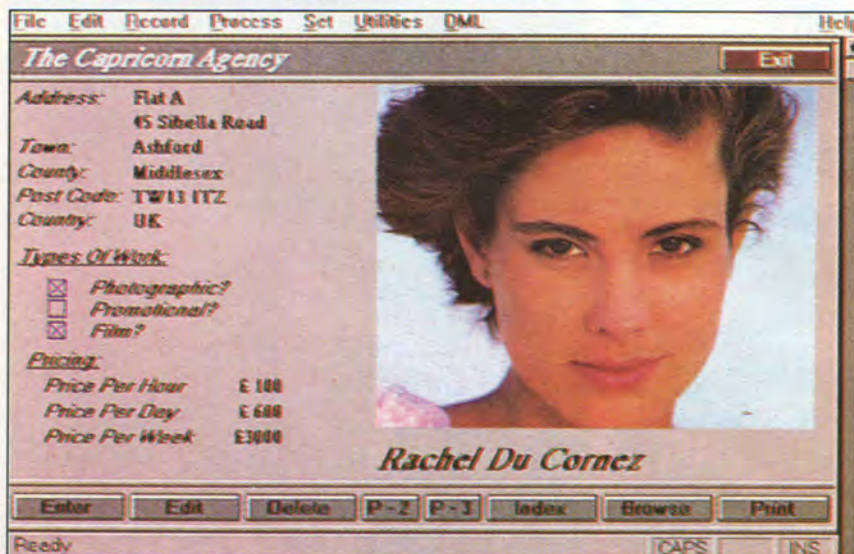 File Edit Record Process Set Utilities DML Help
The Capricorn Agency Exit
Address: Flat A
45 Sibella Road
Town: Ashford
County: Middlesex
Post Code: TW13 1TZ
Country: UK
Types Of Work:
Photographic?
Promotional?
Film?
Pricing:
Price Per Hour £ 100
Price Per Day £ 600
Price Per Week £3000
Rachel Du Cornez
Enter Edit Delete P - 2 P - 3 Index Browse Print
Ready CAPS INS